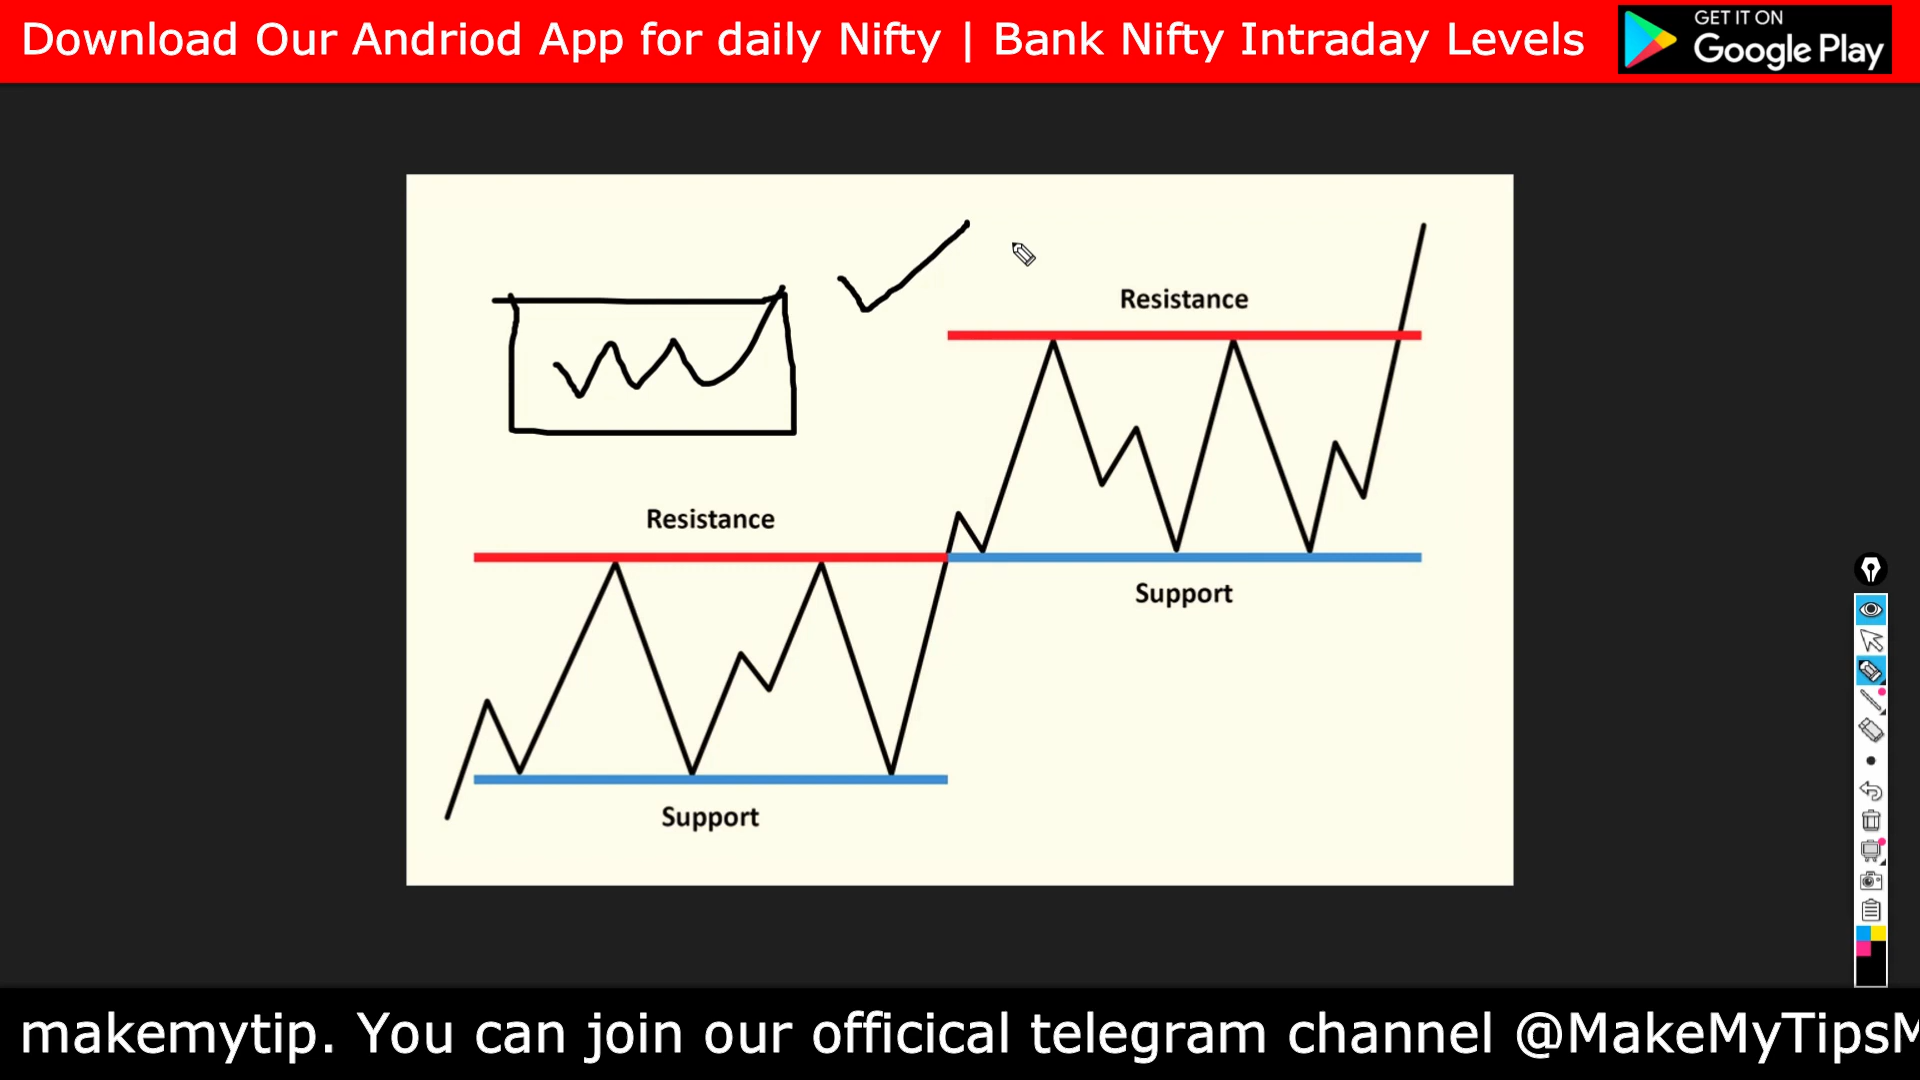 Download Our Andriod App for daily Nifty | Bank Nifty Intraday Levels
GET IT ON
Google Play
Resistance
Resistance
Support
Support
makemytip. You can join our officical telegram channel @MakeMyTipsM